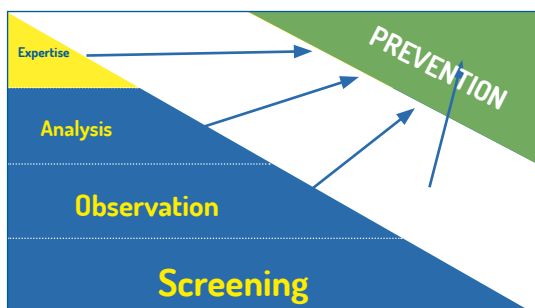 Expertise
PREVENTION
Analysis
Observation
Screening